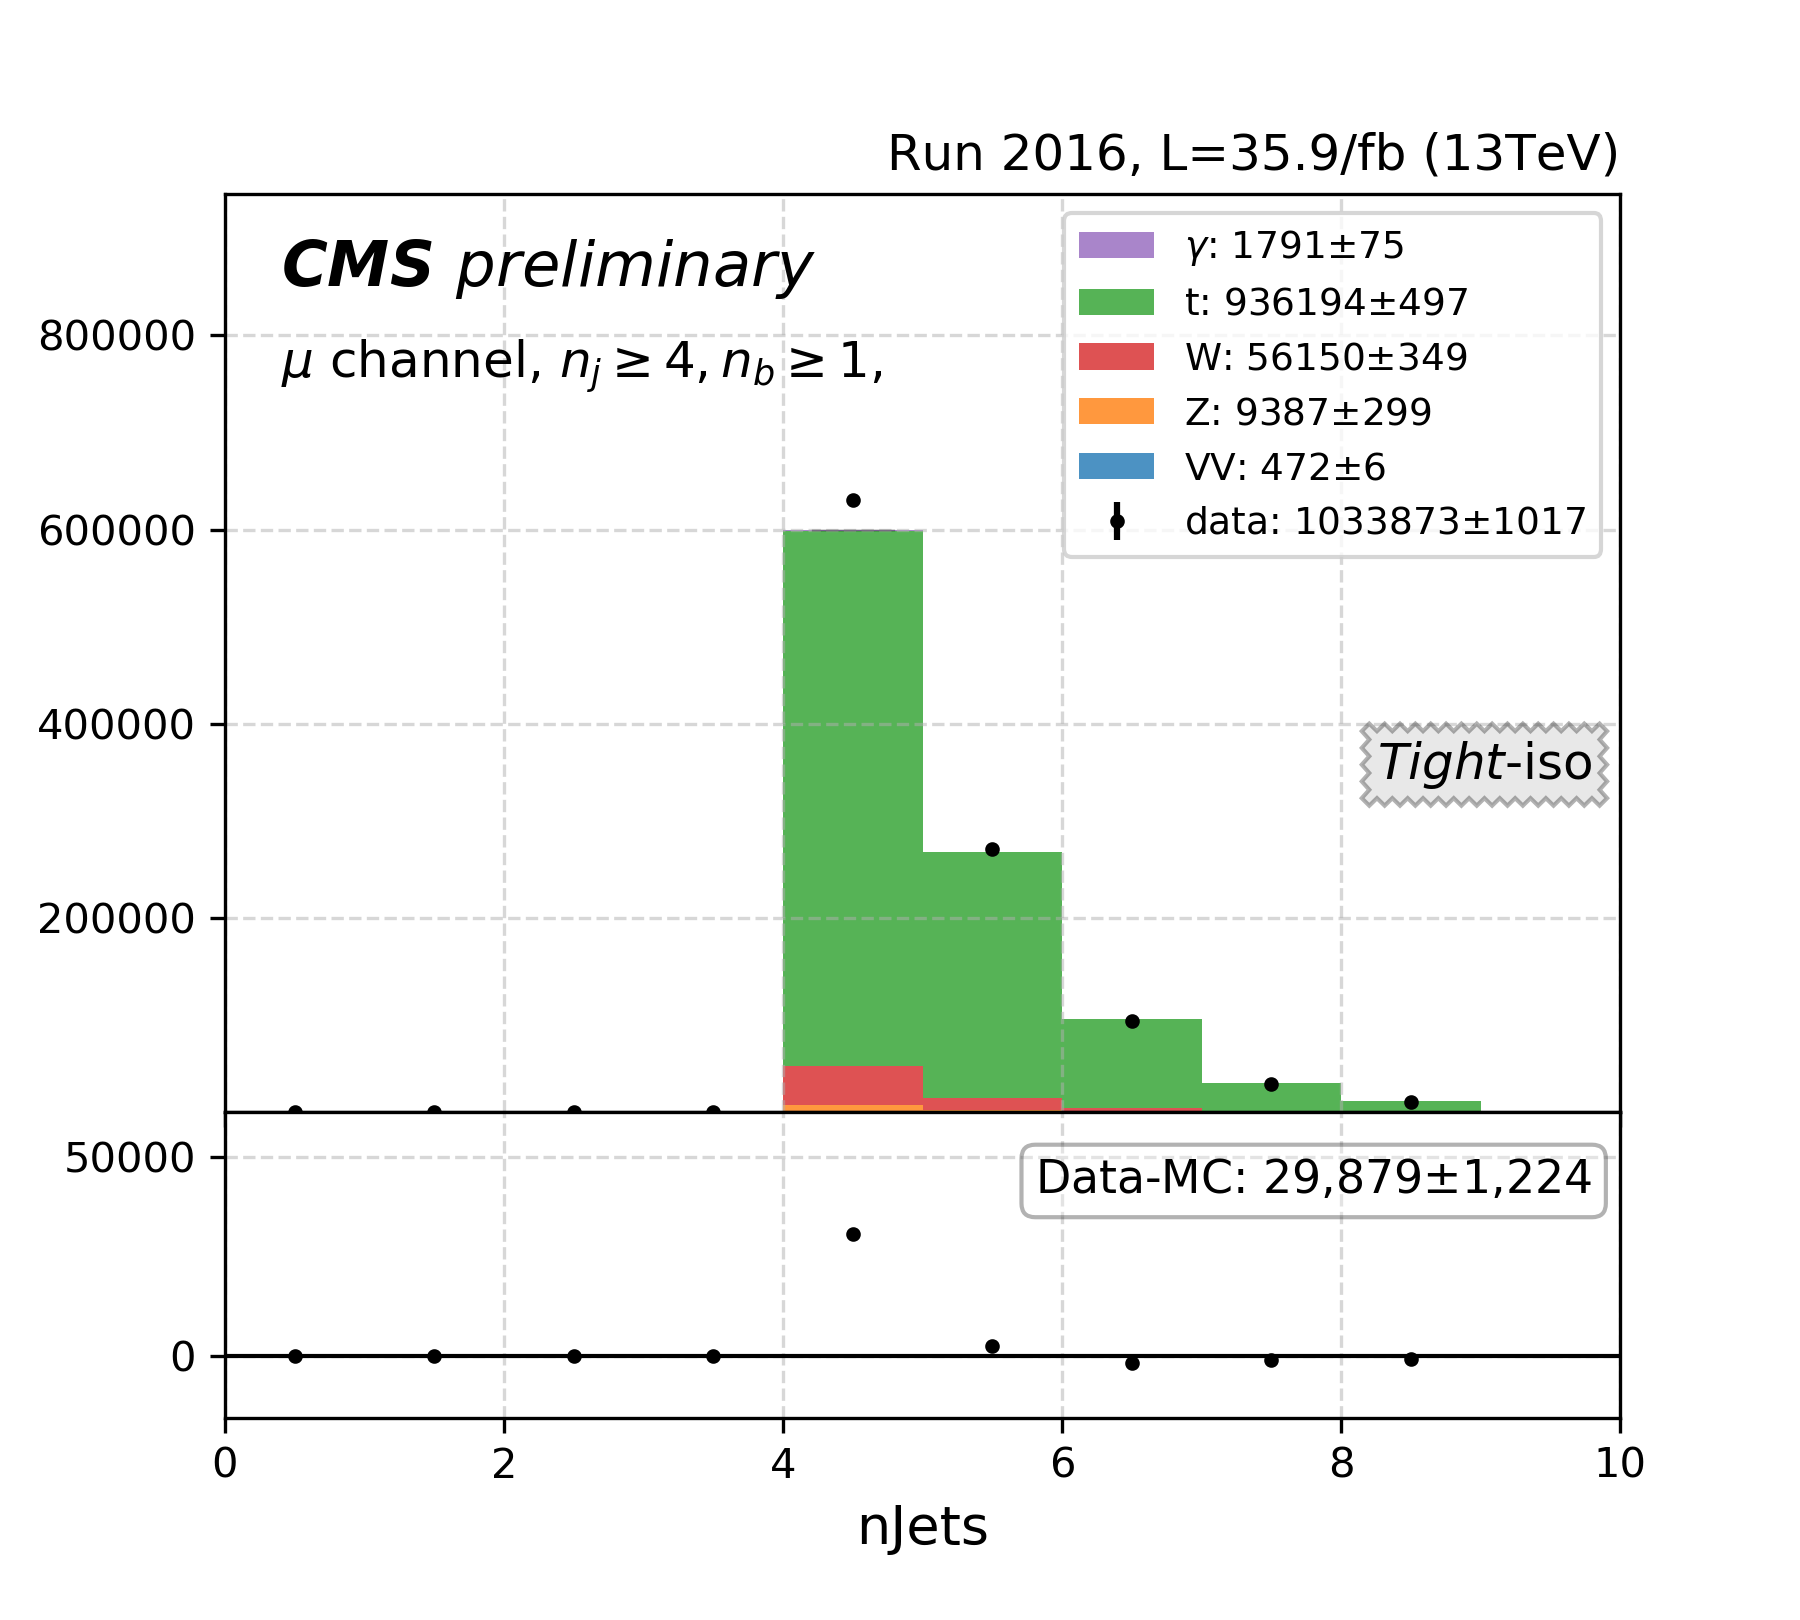 Run 2016, L=35.9/fb (13TeV)
CMS preliminary
μ channel, n_j ≥ 4, n_b ≥ 1,
γ: 1791±75
t: 936194±497
W: 56150±349
Z: 9387±299
VV: 472±6
data: 1033873±1017
800000
600000
400000
200000
Tight-iso
Data-MC: 29,879±1,224
50000
0
0 2 4 6 8 10
nJets